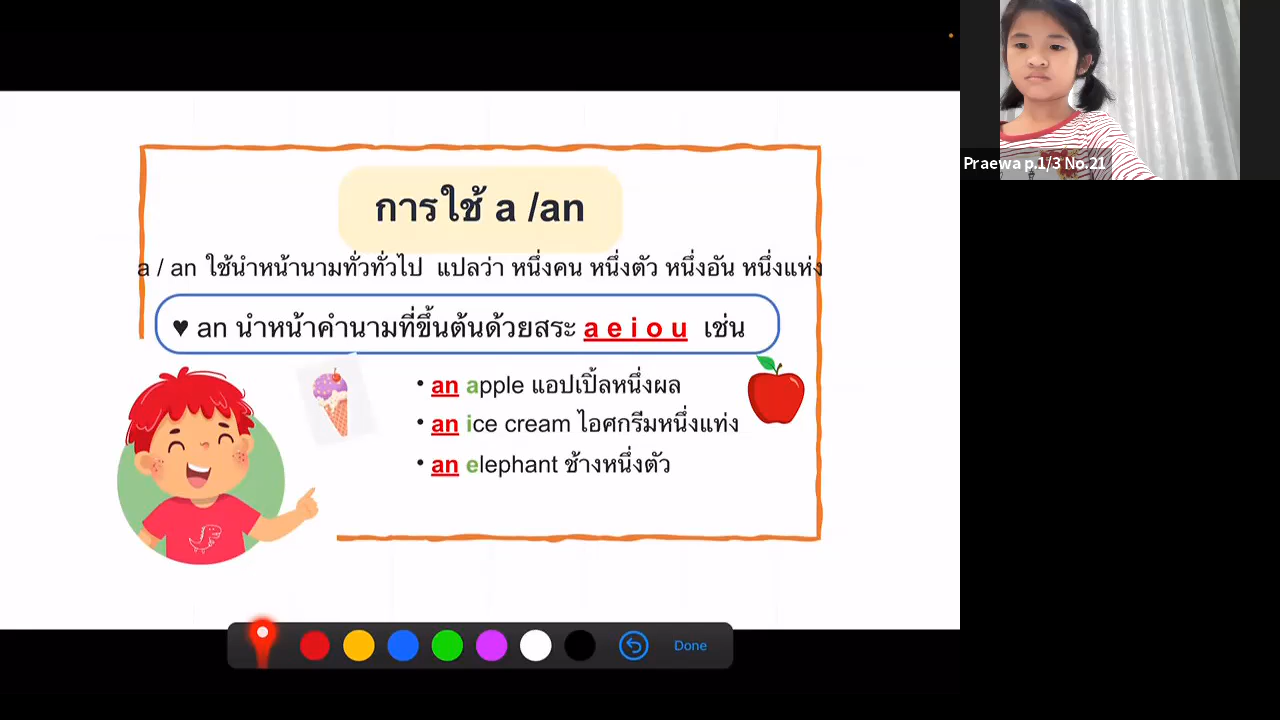 การใช้ a /an
a / an ใช้นำหน้านามทั่วทั่วไป แปลว่า หนึ่งคน หนึ่งตัว หนึ่งอัน หนึ่งแห่ง
♥ an นำหน้าคำนามที่ขึ้นต้นด้วยสระ a e i o u เช่น
• an apple แอปเปิ้ลหนึ่งผล
• an ice cream ไอศกรีมหนึ่งแท่ง
• an elephant ช้างหนึ่งตัว
Done
Praewa p.1/3 No.21